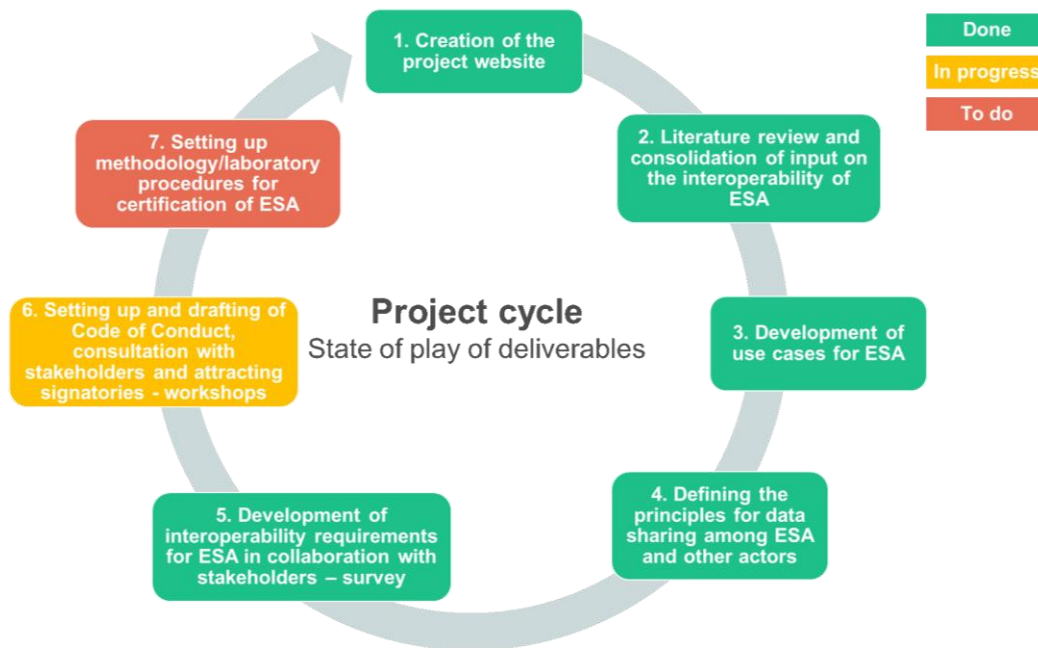 1. Creation of the
project website
Done
In progress
To do
2. Literature review and
consolidation of input on
the interoperability of
ESA
3. Development of
use cases for ESA
4. Defining the
principles for data
sharing among ESA
and other actors
5. Development of
interoperability requirements
for ESA in collaboration with
stakeholders – survey
6. Setting up and drafting of
Code of Conduct,
consultation with
stakeholders and attracting
signatories - workshops
7. Setting up
methodology/laboratory
procedures for
certification of ESA
Project cycle
State of play of deliverables